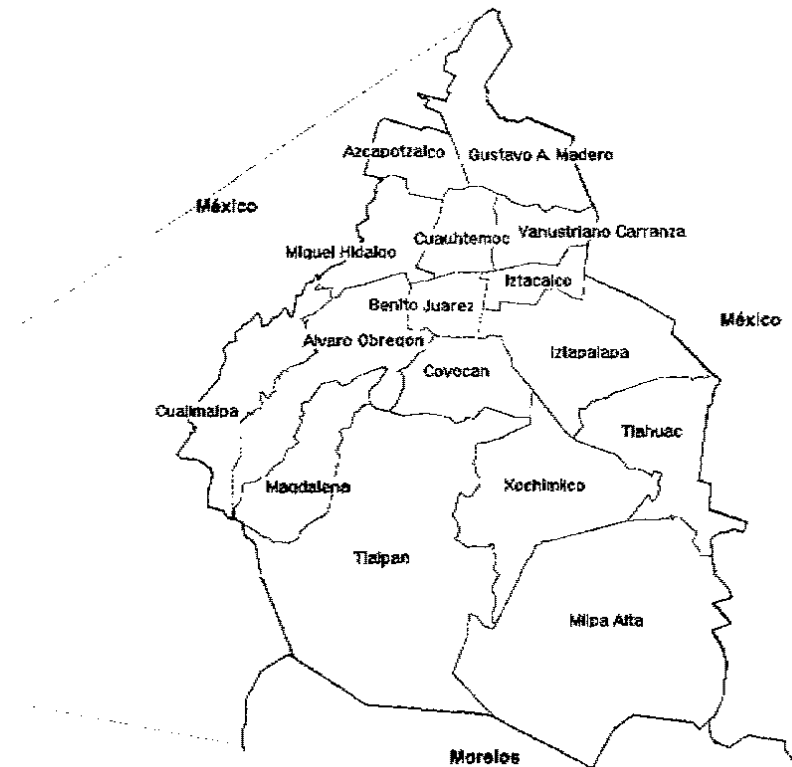 Azcapotzalco
Gustavo A. Madero
México
Cuauhtemoc
Vanustriano Carranza
Miguel Hidalgo
Iztacalco
Benito Juarez
México
Alvaro Obregon
Iztapalapa
Coyocan
Cuajimalpa
Tlahuac
Magdalena
Xochimilco
Tlalpan
Milpa Alta
Morelos